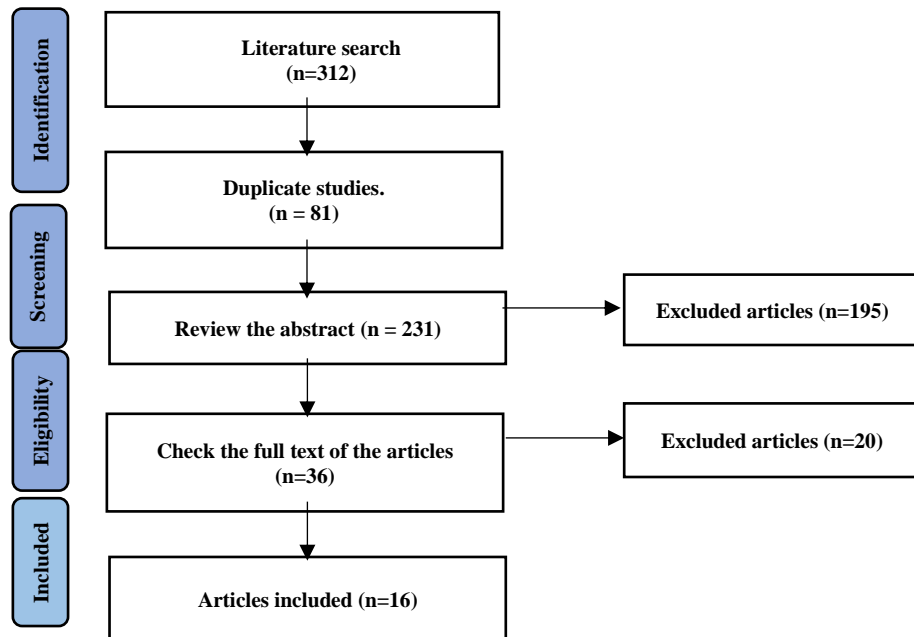 Identification
Literature search
(n=312)
Duplicate studies.
(n = 81)
Screening
Review the abstract (n = 231)
Excluded articles (n=195)
Eligibility
Check the full text of the articles
(n=36)
Excluded articles (n=20)
Included
Articles included (n=16)